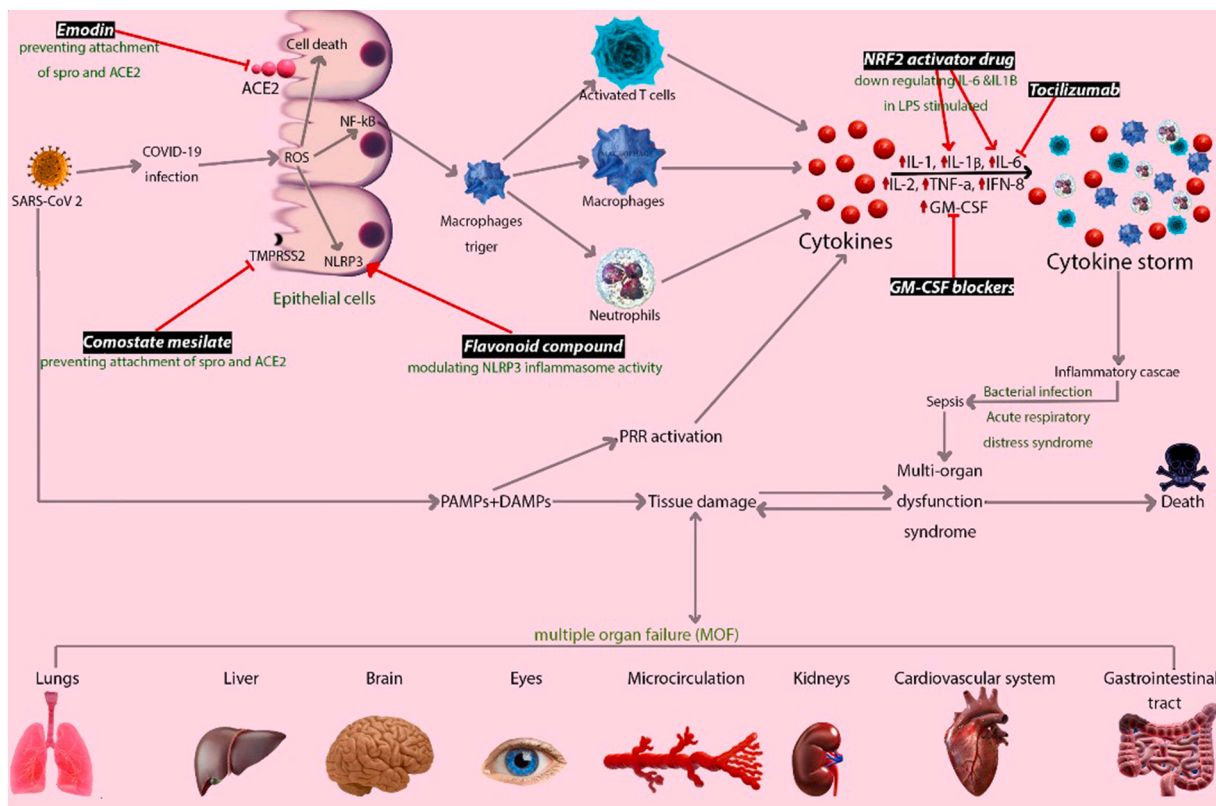 Emodin
preventing attachment
of spro and ACE2
Cell death
ACE2
NF-kB
ROS
COVID-19
infection
SARS-CoV 2
TMPRSS2
NLRP3
Epithelial cells
Comostate mesilate
preventing attachment of spro and ACE2
Flavonoid compound
modulating NLRP3 inflammasome activity
Macrophages
triger
Activated T cells
Macrophages
Neutrophils
Cytokines
NRF2 activator drug
down regulating IL-6 &IL1B
in LPS stimulated
Tocilizumab
IL-1, IL-1β, IL-6
IL-2, TNF-a, IFN-8
GM-CSF
GM-CSF blockers
Cytokine storm
Inflammatory cascae
Bacterial infection
Sepsis
Acute respiratory
distress syndrome
PRR activation
PAMPs+DAMPs
Tissue damage
Multi-organ
dysfunction
syndrome
Death
multiple organ failure (MOF)
Lungs
Liver
Brain
Eyes
Microcirculation
Kidneys
Cardiovascular system
Gastrointestinal
tract